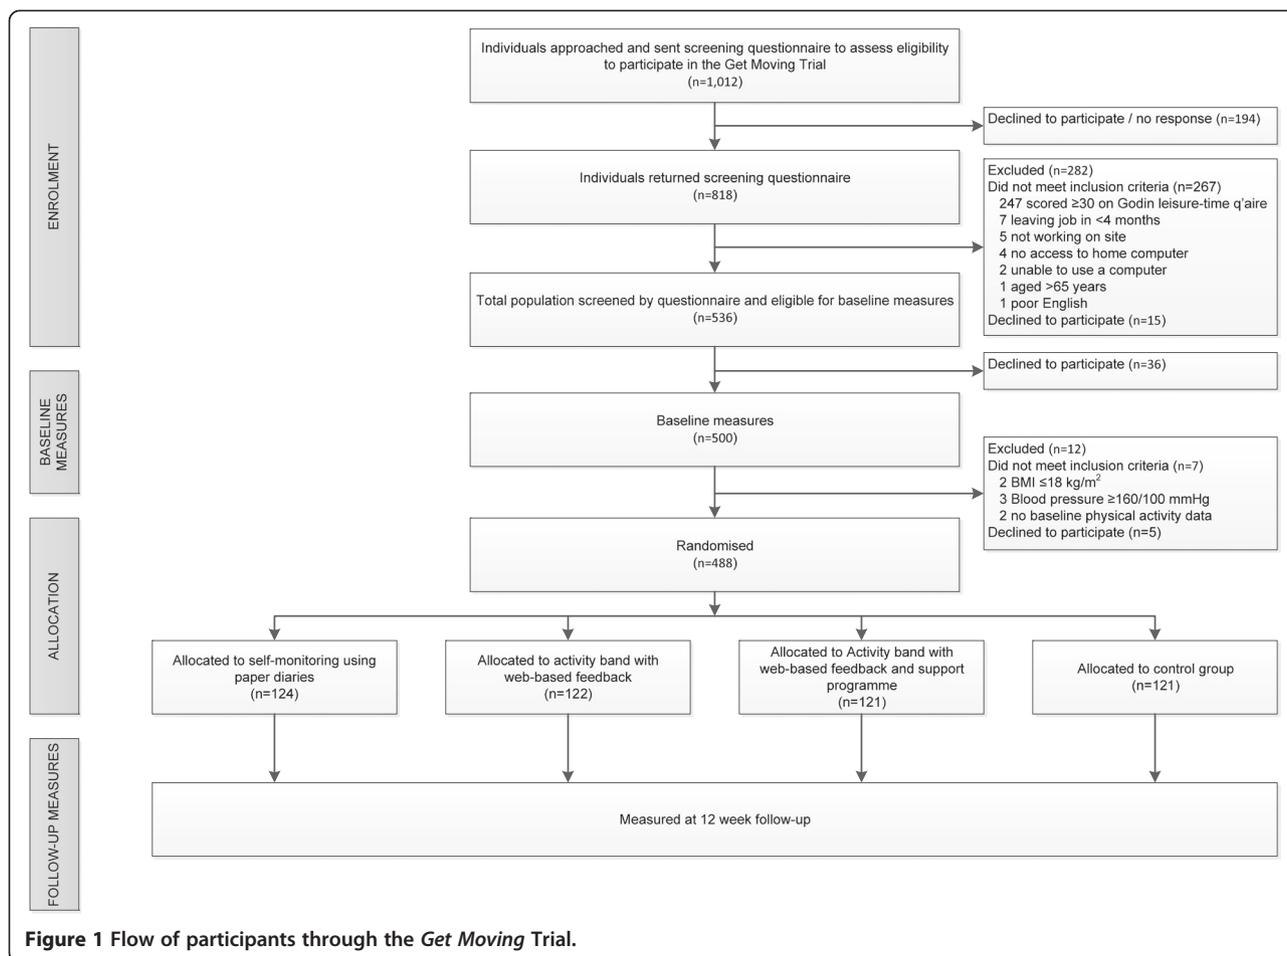 ENROLMENT
Individuals approached and sent screening questionnaire to assess eligibility
to participate in the Get Moving Trial
(n=1,012)
Declined to participate / no response (n=194)
Individuals returned screening questionnaire
(n=818)
Excluded (n=282)
Did not meet inclusion criteria (n=267)
247 scored ≥30 on Godin leisure-time q'aire
7 leaving job in <4 months
5 not working on site
4 no access to home computer
2 unable to use a computer
1 aged >65 years
1 poor English
Declined to participate (n=15)
Total population screened by questionnaire and eligible for baseline measures
(n=536)
Declined to participate (n=36)
BASELINE
MEASURES
Baseline measures
(n=500)
Excluded (n=12)
Did not meet inclusion criteria (n=7)
2 BMI ≤18 kg/m²
3 Blood pressure ≥160/100 mmHg
2 no baseline physical activity data
Declined to participate (n=5)
ALLOCATION
Randomised
(n=488)
Allocated to self-monitoring using
paper diaries
(n=124)
Allocated to activity band with
web-based feedback
(n=122)
Allocated to Activity band with
web-based feedback and support
programme
(n=121)
Allocated to control group
(n=121)
FOLLOW-UP MEASURES
Measured at 12 week follow-up
Figure 1 Flow of participants through the Get Moving Trial.